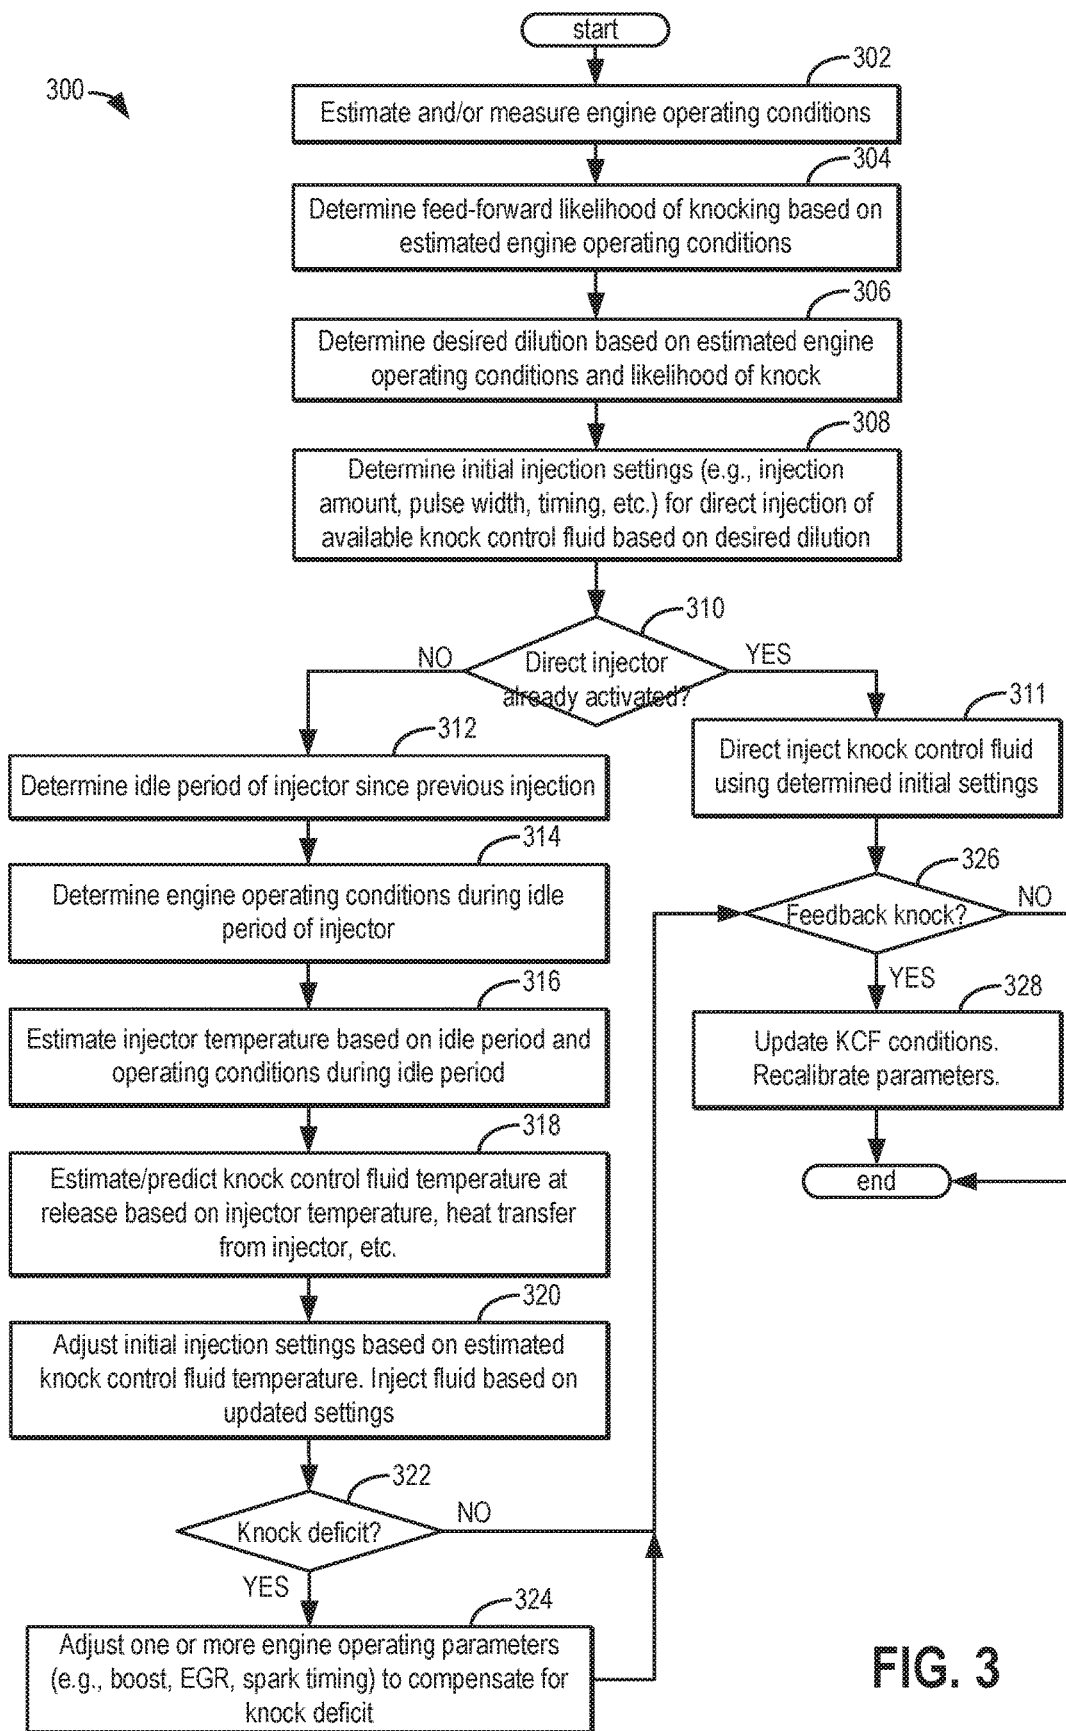 start
300
302
Estimate and/or measure engine operating conditions
304
Determine feed-forward likelihood of knocking based on
estimated engine operating conditions
306
Determine desired dilution based on estimated engine
operating conditions and likelihood of knock
308
Determine initial injection settings (e.g., injection
amount, pulse width, timing, etc.) for direct injection of
available knock control fluid based on desired dilution
310
NO
YES
Direct injector
already activated?
312
Determine idle period of injector since previous injection
314
Determine engine operating conditions during idle
period of injector
316
Estimate injector temperature based on idle period and
operating conditions during idle period
318
Estimate/predict knock control fluid temperature at
release based on injector temperature, heat transfer
from injector, etc.
320
Adjust initial injection settings based on estimated
knock control fluid temperature. Inject fluid based on
updated settings
322
Knock deficit?
NO
YES
324
Adjust one or more engine operating parameters
(e.g., boost, EGR, spark timing) to compensate for
knock deficit
311
Direct inject knock control fluid
using determined initial settings
326
Feedback knock?
NO
YES
328
Update KCF conditions.
Recalibrate parameters.
end
FIG. 3